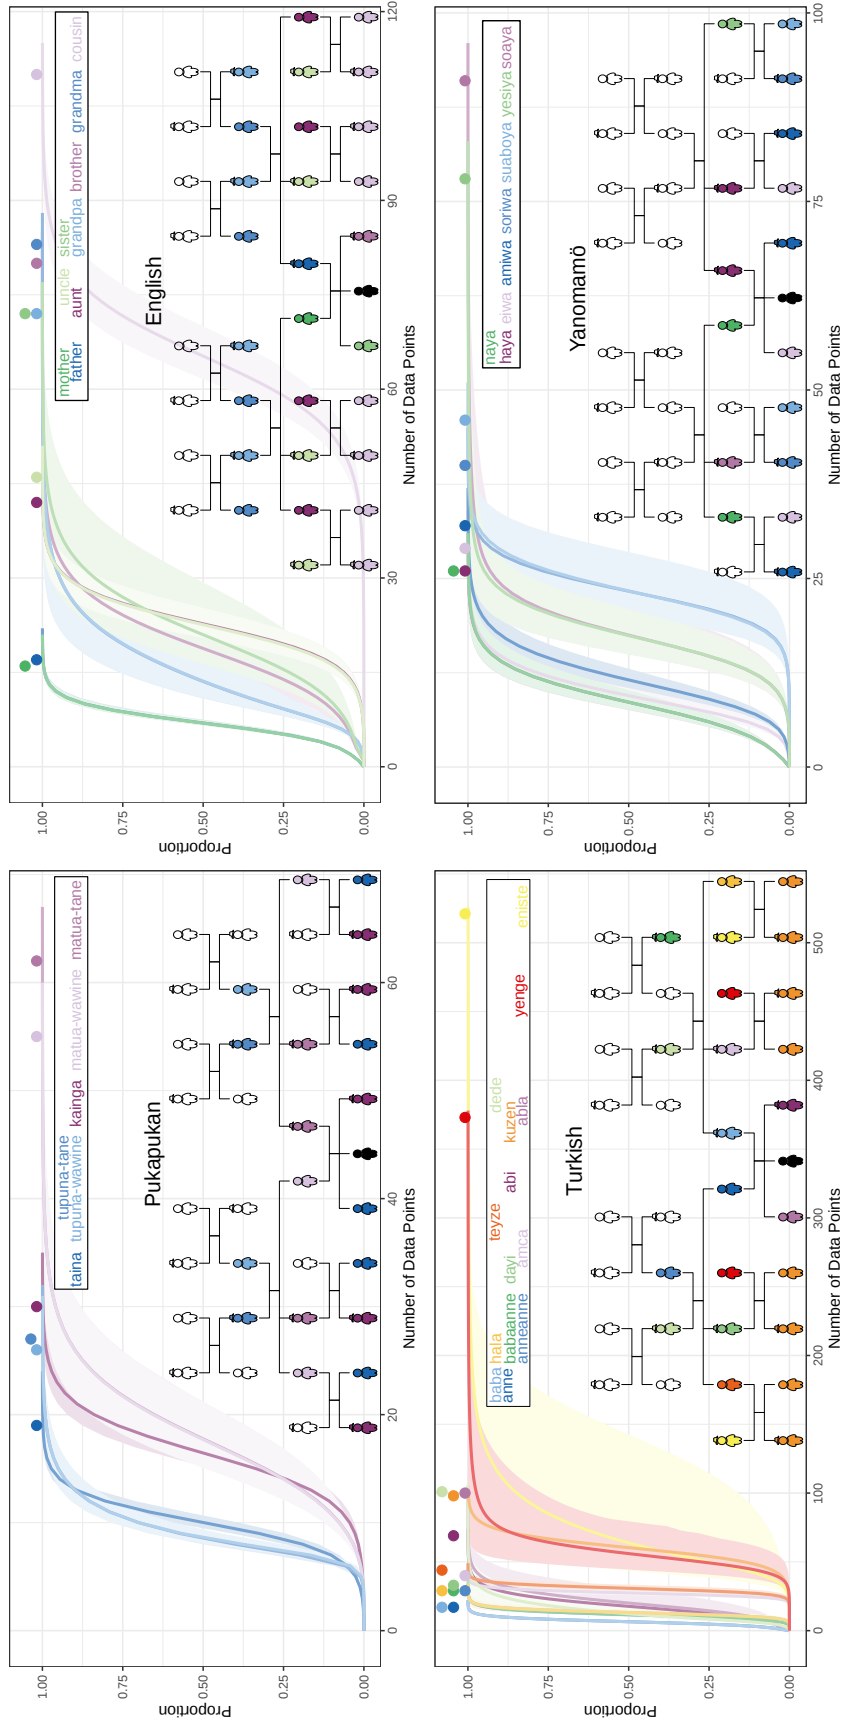 1.00
0.75
0.50
0.25
0.00
Proportion
tupuna-tane
taina tupuna-wawine kainga matua-wawine matua-tane
Pukapukan
0 20 40 60
Number of Data Points
1.00
0.75
0.50
0.25
0.00
Proportion
mother uncle sister
father aunt grandpa brother grandma cousin
English
0 30 60 90 120
Number of Data Points
1.00
0.75
0.50
0.25
0.00
Proportion
baba hala teyze dede
anne babaanne dayi abi kuzen
anneanne amca abla yenge eniste
Turkish
0 100 200 300 400 500
Number of Data Points
1.00
0.75
0.50
0.25
0.00
Proportion
naya
haya eiwa amiwa soriwa suaboya yesiya soaya
Yanomamö
0 25 50 75 100
Number of Data Points